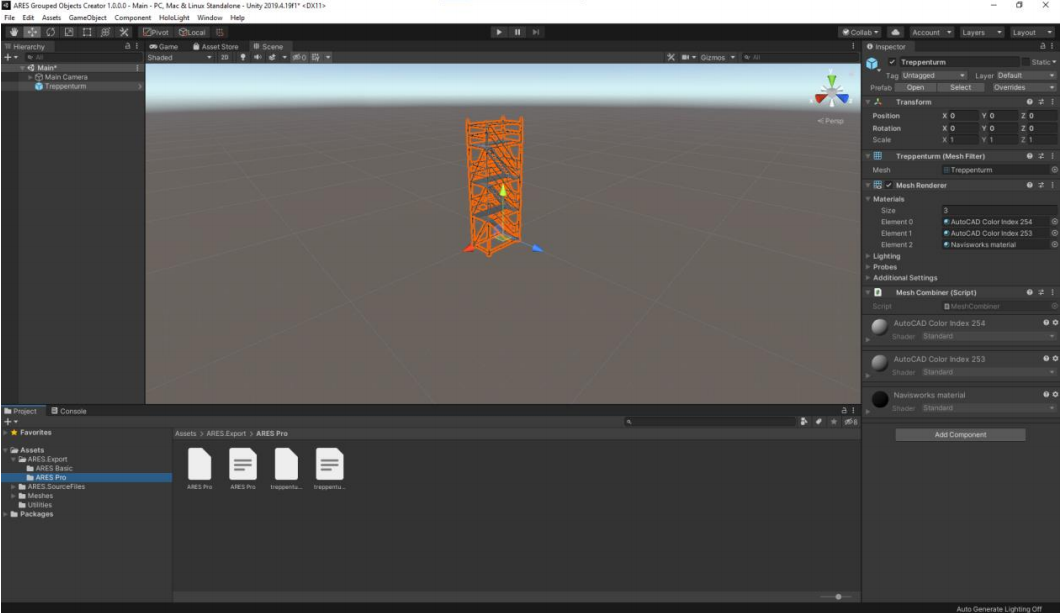 ARES Grouped Objects Creator 1.0.0.0 - Main - PC, Mac & Linux Standalone - Unity 2019.4.19f1* <DX11>
File Edit Assets GameObject Component HoloLight Window Help
Pivot Local Collab Account Layers Layout
Hierarchy
All
Main*
Main Camera
Treppenturm
Game Asset Store Scene
Shaded 2D 0 Gizmos All
y
x z
Persp
Inspector
Treppenturm Static
Tag Untagged Layer Default
Prefab Open Select Overrides
Transform
Position X 0 Y 0 Z 0
Rotation X 0 Y 0 Z 0
Scale X 1 Y 1 Z 1
Treppenturm (Mesh Filter)
Mesh Treppenturm
Mesh Renderer
Materials
Size 3
Element 0 AutoCAD Color Index 254
Element 1 AutoCAD Color Index 253
Element 2 Navisworks material
Lighting
Probes
Additional Settings
Mesh Combiner (Script)
Script MeshCombiner
AutoCAD Color Index 254
Shader Standard
AutoCAD Color Index 253
Shader Standard
Navisworks material
Shader Standard
Add Component
Project Console
6
Favorites
Assets
ARES.Export
ARES Basic
ARES Pro
ARES.SourceFiles
Meshes
Utilities
Packages
Assets > ARES.Export > ARES Pro
ARES Pro ARES Pro treppentu... treppentu...
Auto Generate Lighting Off